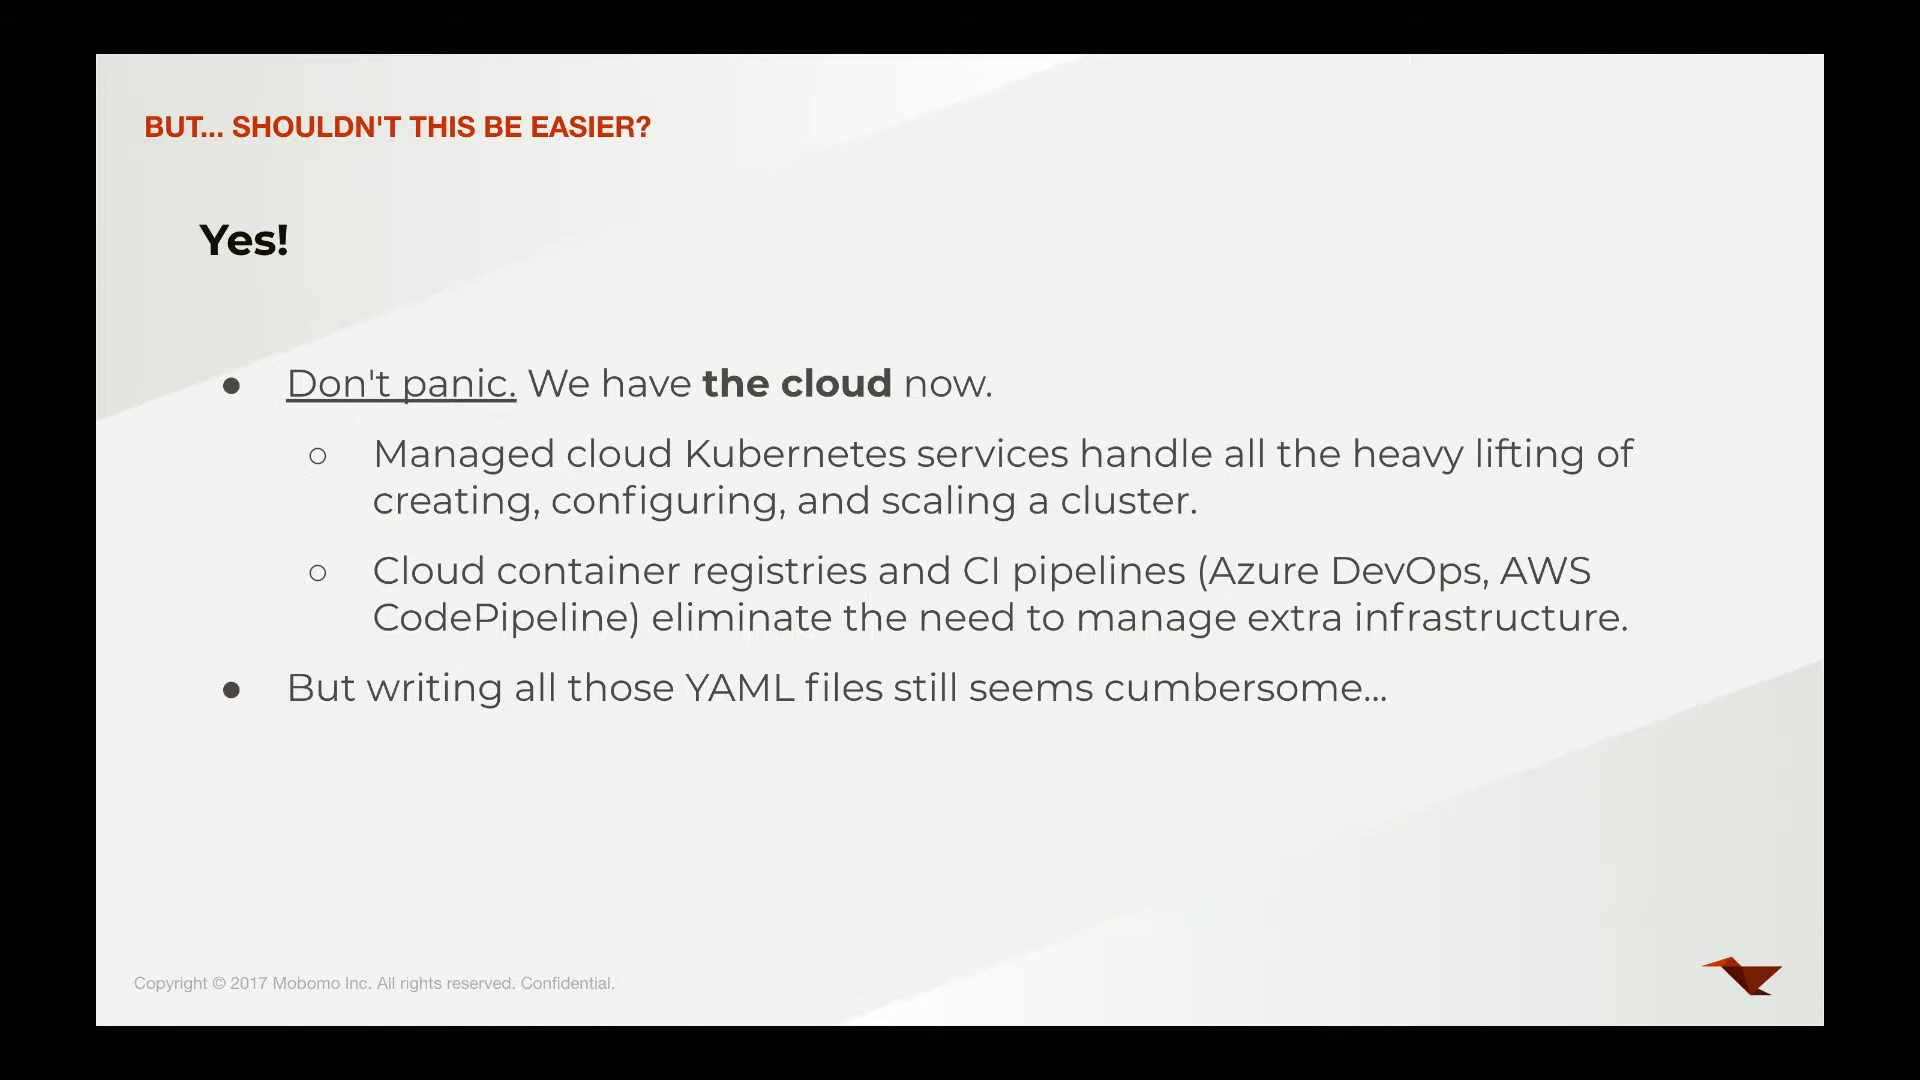 BUT... SHOULDN'T THIS BE EASIER?
Yes!
● Don't panic. We have the cloud now.
○ Managed cloud Kubernetes services handle all the heavy lifting of
creating, configuring, and scaling a cluster.
○ Cloud container registries and CI pipelines (Azure DevOps, AWS
CodePipeline) eliminate the need to manage extra infrastructure.
● But writing all those YAML files still seems cumbersome...
Copyright © 2017 Mobomo Inc. All rights reserved. Confidential.